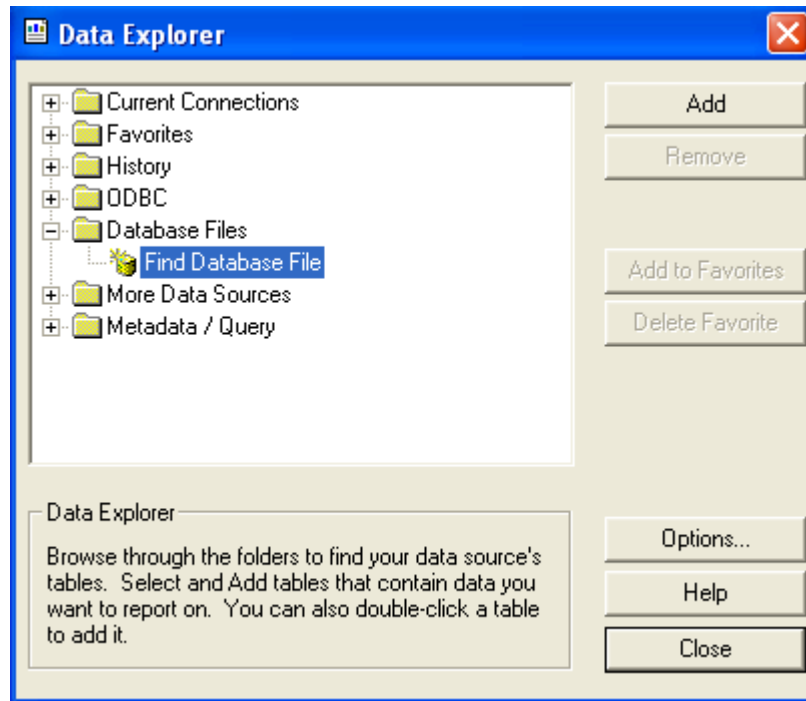 Data Explorer
Current Connections
Favorites
History
ODBC
Database Files
Find Database File
More Data Sources
Metadata / Query
Add
Remove
Add to Favorites
Delete Favorite
Data Explorer
Browse through the folders to find your data source's
tables.  Select and Add tables that contain data you
want to report on.  You can also double-click a table
to add it.
Options...
Help
Close